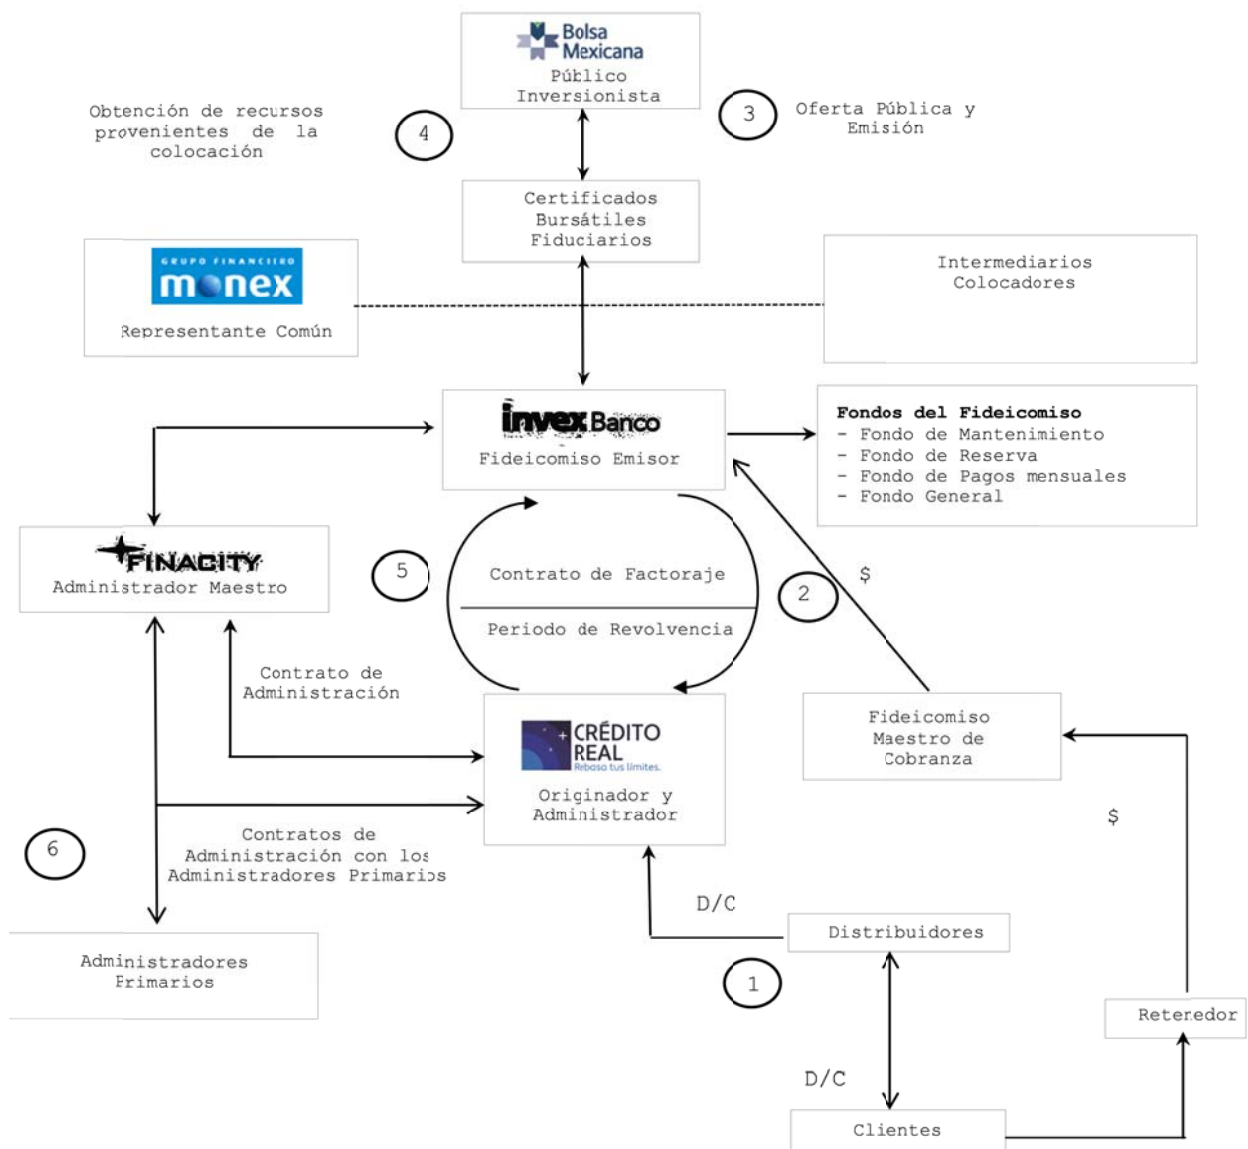 Bolsa
Mexicana
Público
Inversionista
Obtención de recursos
provenientes de la
colocación
4
3
Oferta Pública y
Emisión
Certificados
Bursátiles
Fiduciarios
GRUPO FINANCIERO
monex
Representante Común
Intermediarios
Colocadores
invex Banco
Fideicomiso Emisor
Fondos del Fideicomiso
- Fondo de Mantenimiento
- Fondo de Reserva
- Fondo de Pagos mensuales
- Fondo General
FINACITY
Administrador Maestro
5
Contrato de Factoraje
Periodo de Revolvencia
2
$
Contrato de
Administración
CRÉDITO
REAL
Rebasa tus límites.
Originador y
Administrador
Fideicomiso
Maestro de
Cobranza
$
6
Contratos de
Administración con los
Administradores Primarios
D/C
Distribuidores
Administradores
Primarios
1
Retenedor
D/C
Clientes